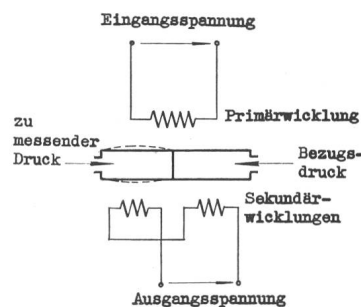 Eingangsspannung
Primärwicklung
zu
messender
Druck
Bezugs-
druck
Sekundär-
wicklungen
Ausgangsspannung